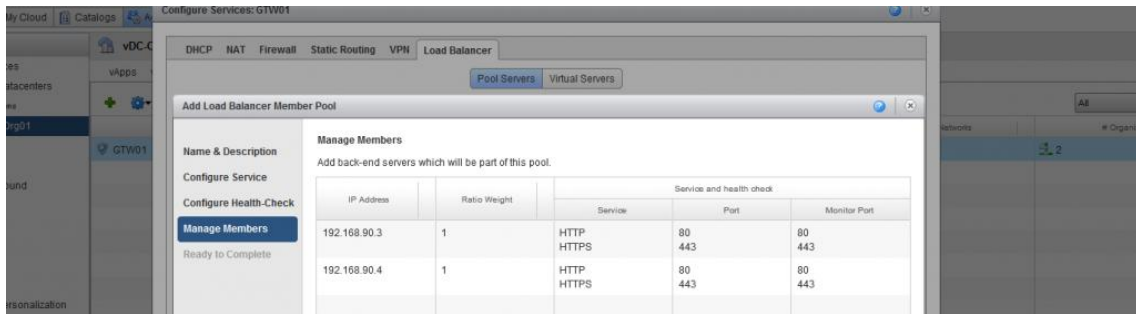 My Cloud Catalogs
Configure Services: GTW01
vDC-C
DHCP NAT Firewall Static Routing VPN Load Balancer
vApps
Pool Servers Virtual Servers
atacenters
All
Add Load Balancer Member Pool
Org01
Networks # Organi
GTW01
2
Name & Description
Configure Service
Configure Health-Check
Manage Members
Ready to Complete
Manage Members
Add back-end servers which will be part of this pool.
IP Address Ratio Weight Service and health check
Service Port Monitor Port
192.168.90.3 1 HTTP 80 80
HTTPS 443 443
192.168.90.4 1 HTTP 80 80
HTTPS 443 443
ound
ersonalization